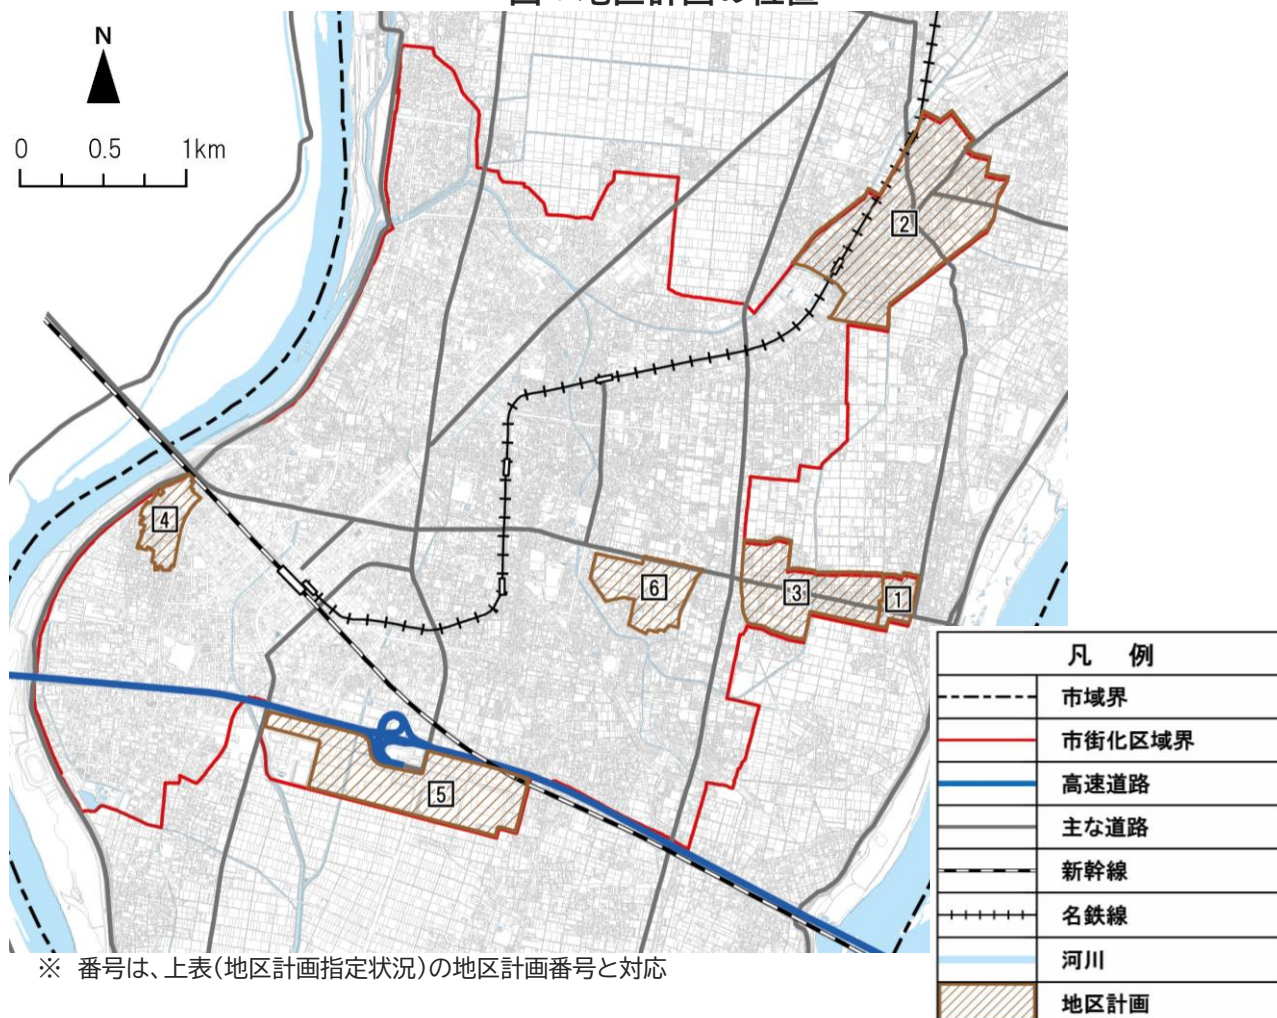 N
0 0.5 1km
2
4
6
3
1
5
凡 例
市域界
市街化区域界
高速道路
主な道路
新幹線
名鉄線
河川
地区計画
※ 番号は、上表(地区計画指定状況)の地区計画番号と対応